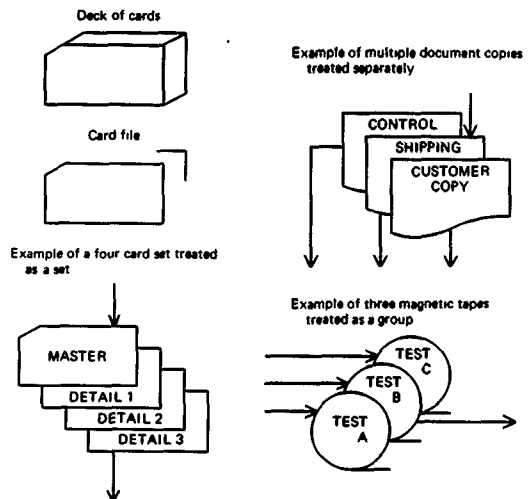 Deck of cards
Card file
Example of a four card set treated
as a set
MASTER
DETAIL 1
DETAIL 2
DETAIL 3
Example of multiple document copies
treated separately
CONTROL
SHIPPING
CUSTOMER
COPY
Example of three magnetic tapes
treated as a group
TEST
C
TEST
B
TEST
A